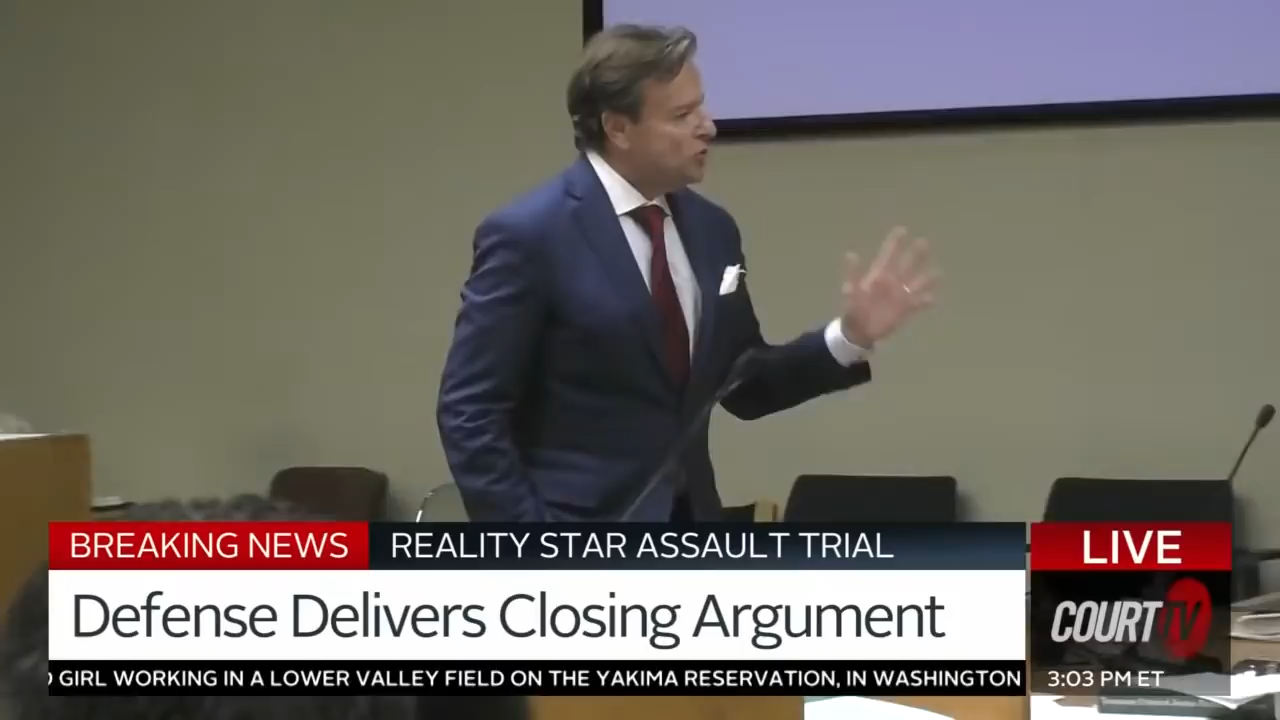 BREAKING NEWS
REALITY STAR ASSAULT TRIAL
LIVE
Defense Delivers Closing Argument
COURT TV
GIRL WORKING IN A LOWER VALLEY FIELD ON THE YAKIMA RESERVATION, IN WASHINGTON
3:03 PM ET